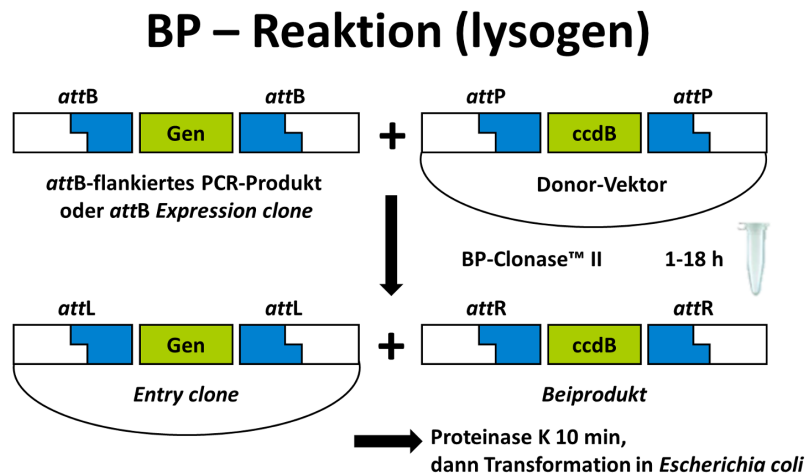 BP – Reaktion (lysogen)
attB attB attP attP
Gen + ccdB
attB-flankiertes PCR-Produkt
oder attB Expression clone
Donor-Vektor
BP-Clonase™ II 1-18 h
attL attL attR attR
Gen + ccdB
Entry clone Beiprodukt
Proteinase K 10 min,
dann Transformation in Escherichia coli